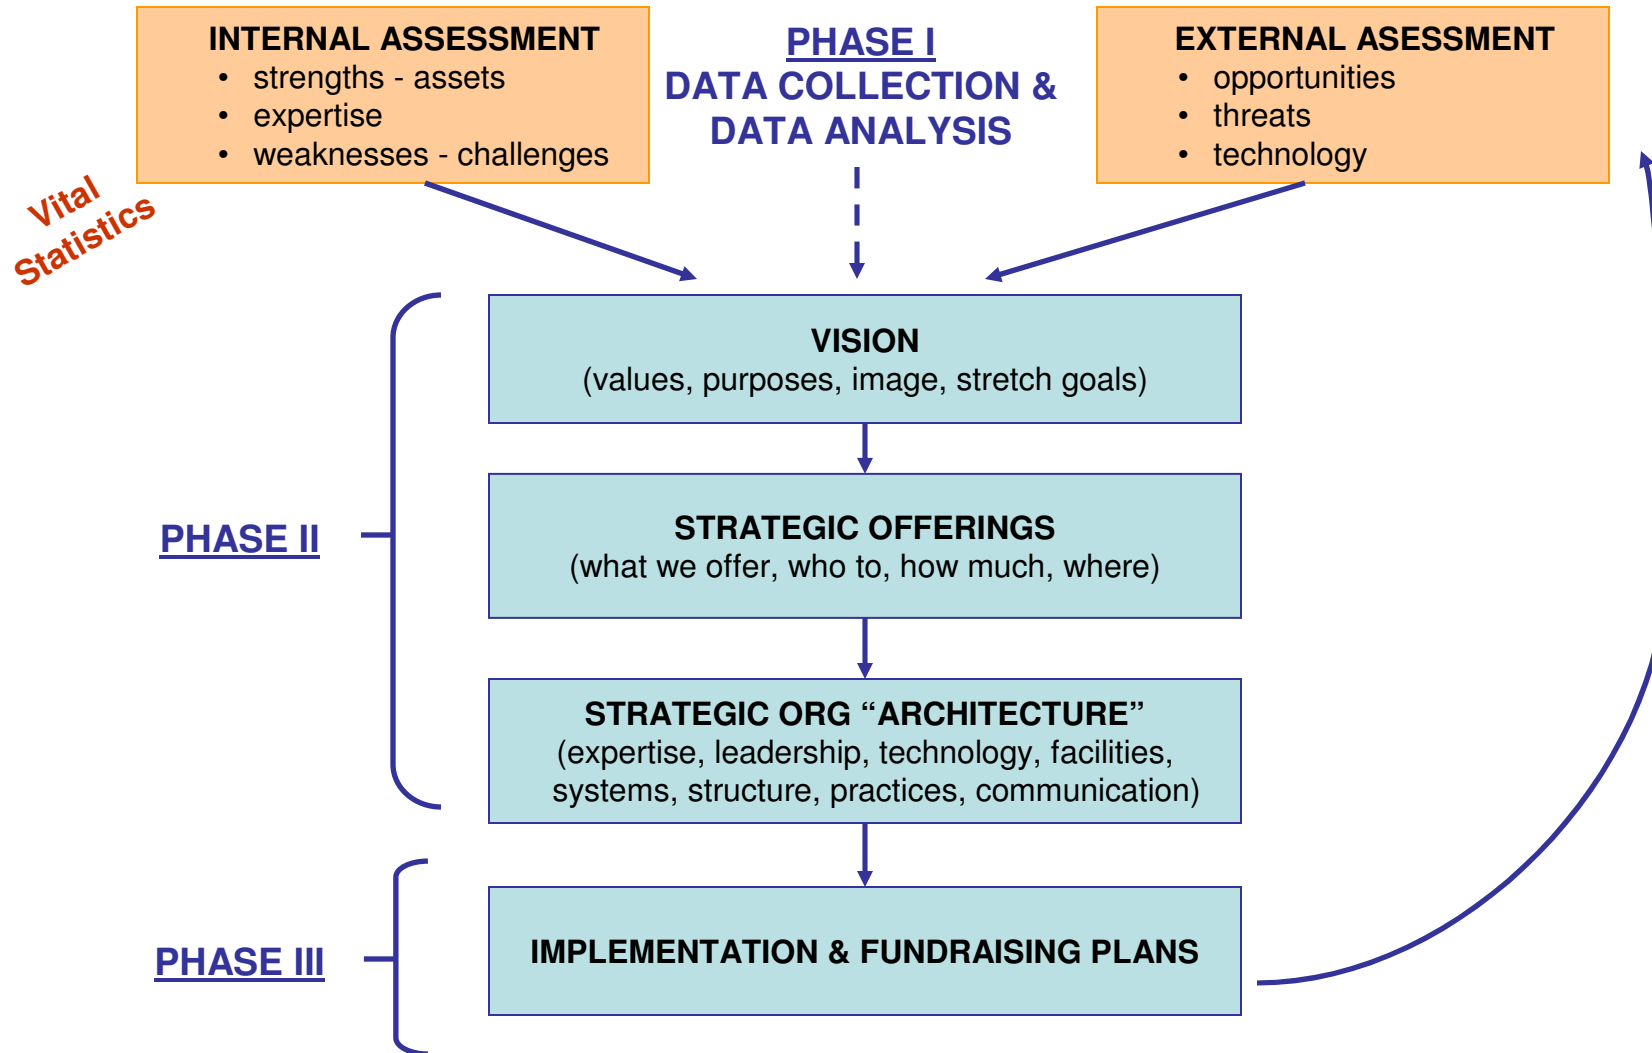 INTERNAL ASSESSMENT
• strengths - assets
• expertise
• weaknesses - challenges
PHASE I
DATA COLLECTION &
DATA ANALYSIS
EXTERNAL ASESSMENT
• opportunities
• threats
• technology
Vital
Statistics
VISION
(values, purposes, image, stretch goals)
PHASE II
STRATEGIC OFFERINGS
(what we offer, who to, how much, where)
STRATEGIC ORG “ARCHITECTURE”
(expertise, leadership, technology, facilities,
systems, structure, practices, communication)
PHASE III
IMPLEMENTATION & FUNDRAISING PLANS